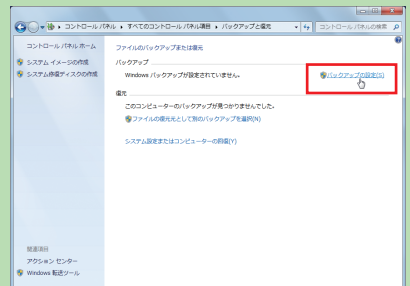 コントロール パネル ▸ すべてのコントロール パネル項目 ▸ バックアップと復元
コントロール パネルの検索
コントロール パネル ホーム
システム イメージの作成
システム修復ディスクの作成
ファイルのバックアップまたは復元
バックアップ
Windows バックアップが設定されていません。
バックアップの設定(S)
復元
このコンピューターのバックアップが見つかりませんでした。
ファイルの復元元として別のバックアップを選択(N)
システム設定またはコンピューターの回復(Y)
関連項目
アクション センター
Windows 転送ツール